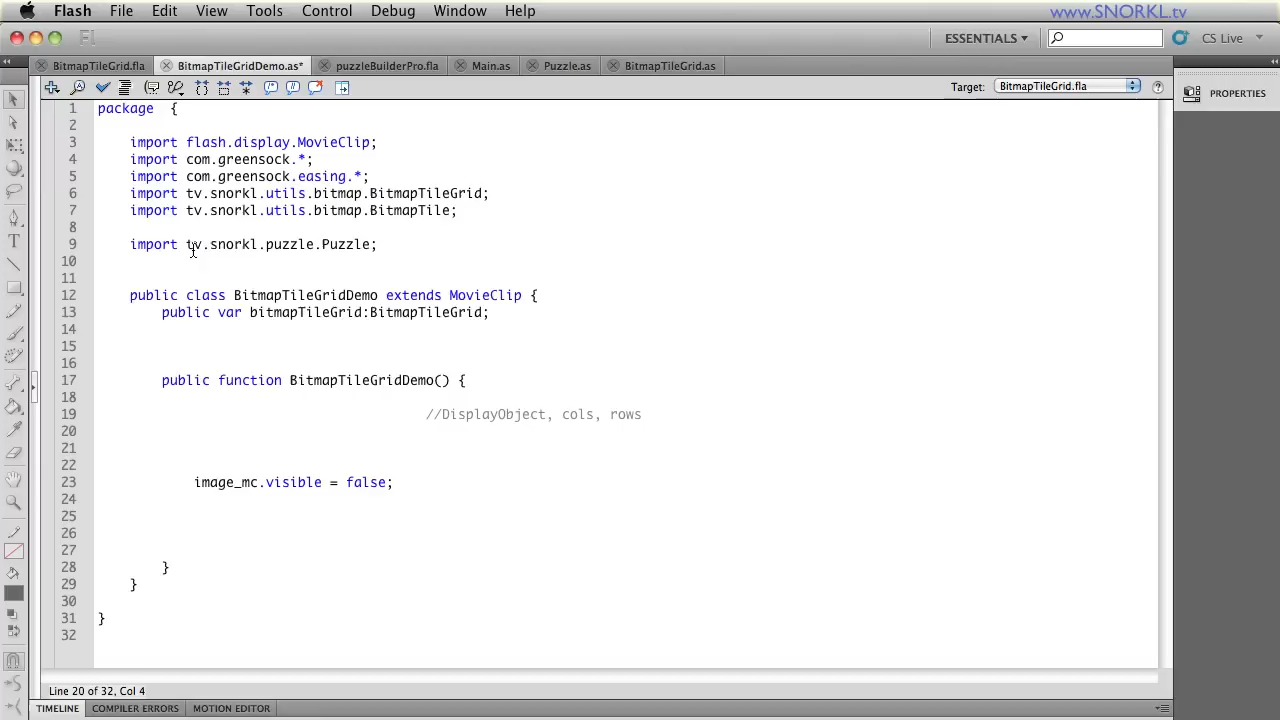 Flash File Edit View Tools Control Debug Window Help www.SNORKL.tv
Fl ESSENTIALS CS Live
BitmapTileGrid.fla BitmapTileGridDemo.as* puzzleBuilderPro.fla Main.as Puzzle.as BitmapTileGrid.as
Target: BitmapTileGrid.fla
PROPERTIES
1 package {
2
3 import flash.display.MovieClip;
4 import com.greensock.*;
5 import com.greensock.easing.*;
6 import tv.snorkl.utils.bitmap.BitmapTileGrid;
7 import tv.snorkl.utils.bitmap.BitmapTile;
8
9 import tv.snorkl.puzzle.Puzzle;
10
11
12 public class BitmapTileGridDemo extends MovieClip {
13 public var bitmapTileGrid:BitmapTileGrid;
14
15
16
17 public function BitmapTileGridDemo() {
18
19 //DisplayObject, cols, rows
20
21
22
23 image_mc.visible = false;
24
25
26
27
28 }
29 }
30
31 }
32
Line 20 of 32, Col 4
TIMELINE COMPILER ERRORS MOTION EDITOR